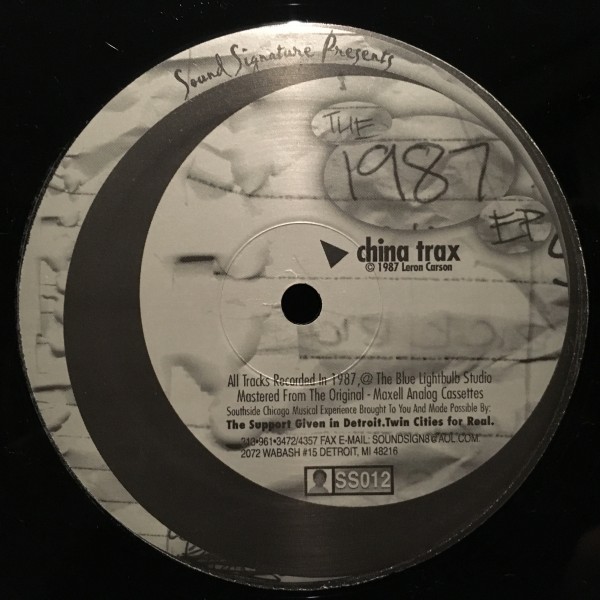 Sound Signature Presents
THE
1987
EP
china trax
© 1987 Leron Carson
All Tracks Recorded In 1987,@ The Blue Lightbulb Studio
Mastered From The Original - Maxell Analog Cassettes
Southside Chicago Musical Experience Brought To You And Made Possible By:
The Support Given in Detroit.Twin Cities for Real.
313•961•3472/4357 FAX E-MAIL: SOUNDSIGN8@AOL.COM
2072 WABASH #15 DETROIT, MI 48216
SS012